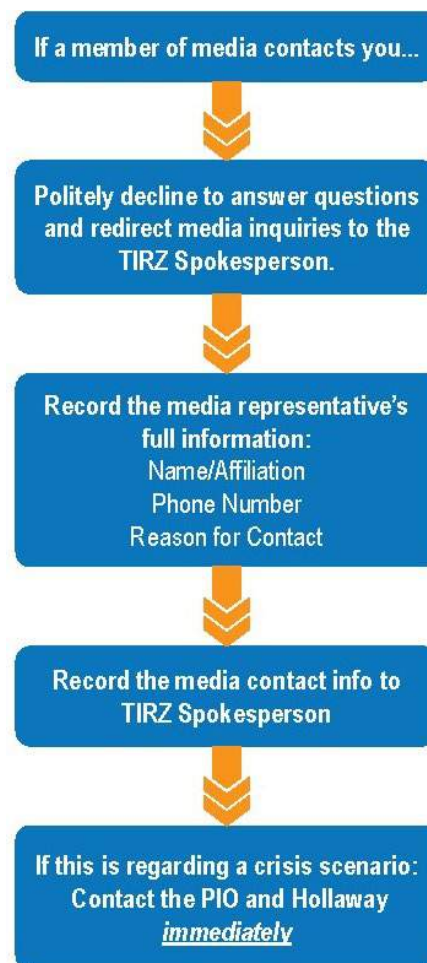 If a member of media contacts you...
Politely decline to answer questions
and redirect media inquiries to the
TIRZ Spokesperson.
Record the media representative's
full information:
Name/Affiliation
Phone Number
Reason for Contact
Record the media contact info to
TIRZ Spokesperson
If this is regarding a crisis scenario:
Contact the PIO and Hollaway
immediately